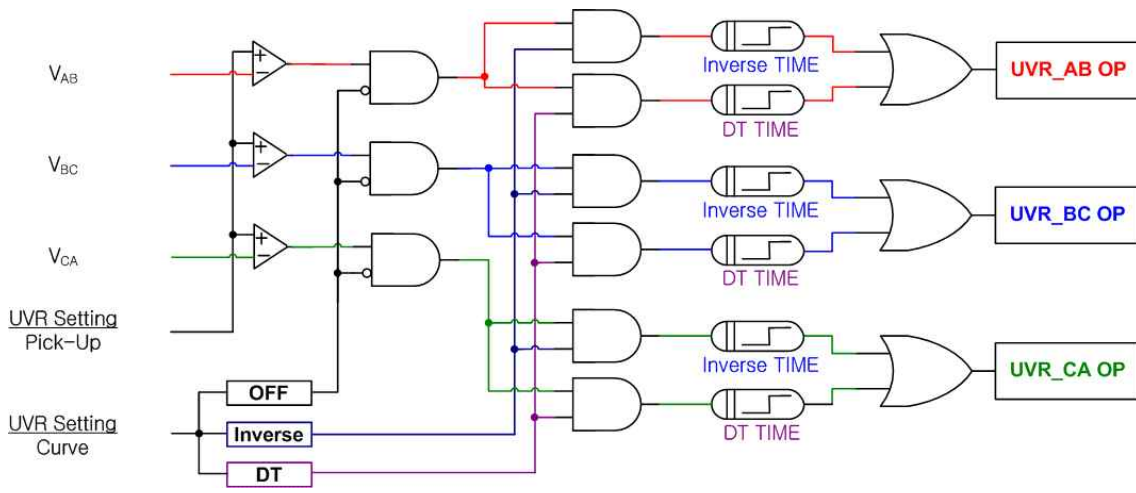 V_AB
Inverse TIME
UVR_AB OP
DT TIME
V_BC
Inverse TIME
UVR_BC OP
DT TIME
V_CA
UVR Setting
Pick-Up
Inverse TIME
UVR_CA OP
DT TIME
OFF
UVR Setting
Curve
Inverse
DT